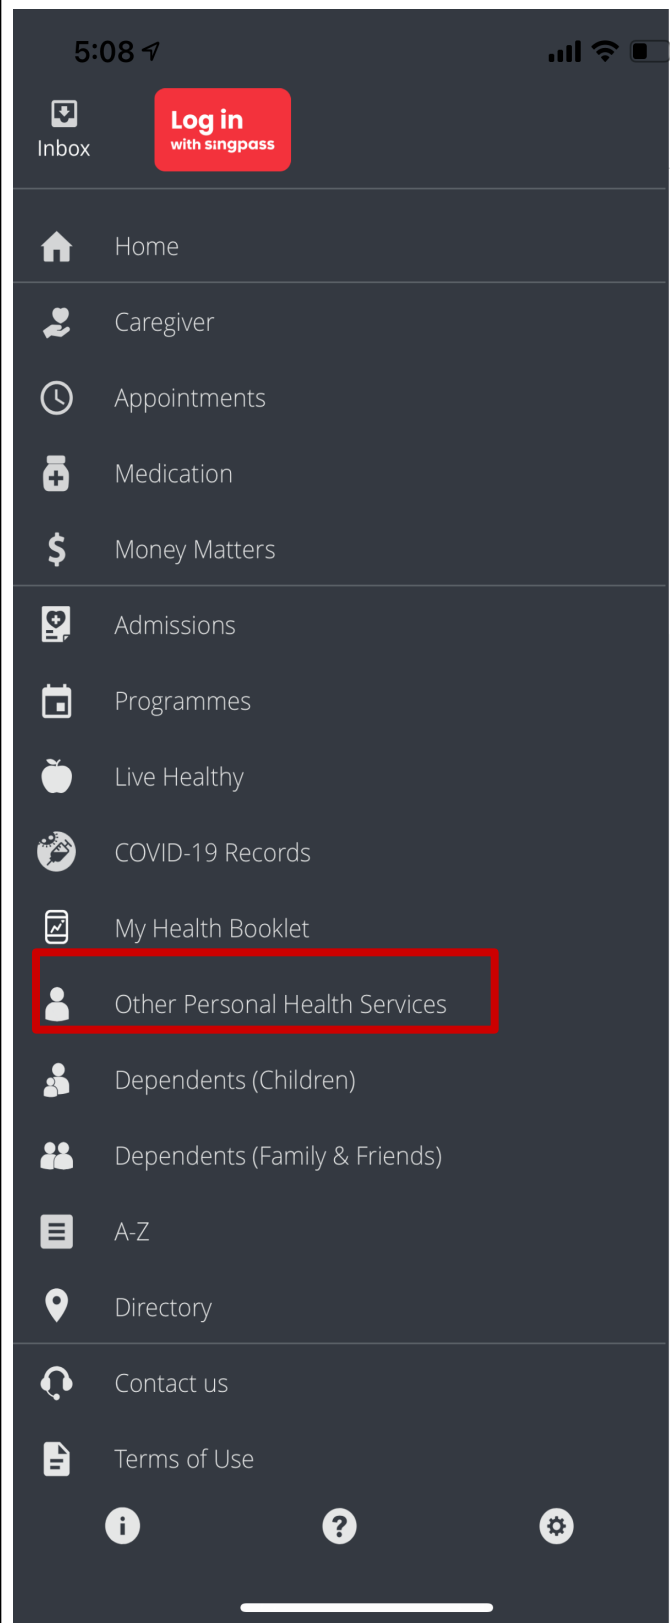 5:08
Inbox
Log in
with singpass
Home
Caregiver
Appointments
Medication
$ Money Matters
Admissions
Programmes
Live Healthy
COVID-19 Records
My Health Booklet
Other Personal Health Services
Dependents (Children)
Dependents (Family & Friends)
A-Z
Directory
Contact us
Terms of Use
i ?